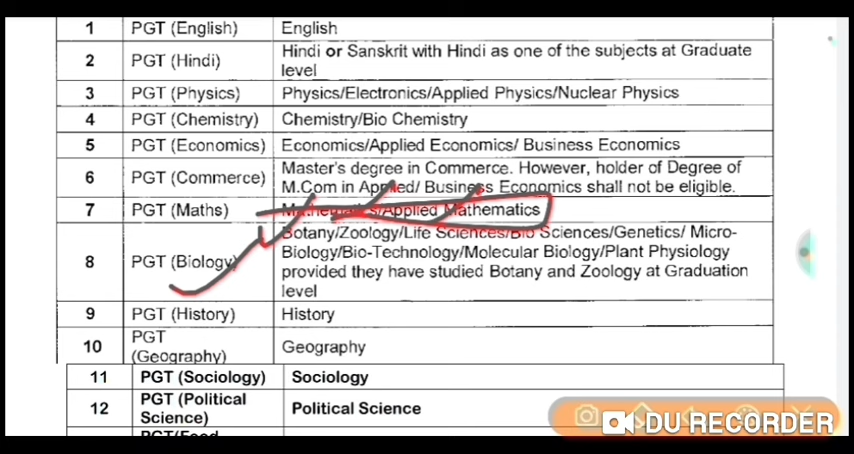 1 PGT (English) English
2 PGT (Hindi) Hindi or Sanskrit with Hindi as one of the subjects at Graduate
level
3 PGT (Physics) Physics/Electronics/Applied Physics/Nuclear Physics
4 PGT (Chemistry) Chemistry/Bio Chemistry
5 PGT (Economics) Economics/Applied Economics/ Business Economics
6 PGT (Commerce) Master's degree in Commerce. However, holder of Degree of
M.Com in Applied/ Business Economics shall not be eligible.
7 PGT (Maths) Mathematics/Applied Mathematics
8 PGT (Biology) Botany/Zoology/Life Sciences/Bio Sciences/Genetics/ Micro-
Biology/Bio-Technology/Molecular Biology/Plant Physiology
provided they have studied Botany and Zoology at Graduation
level
9 PGT (History) History
10 PGT
(Geography) Geography
11 PGT (Sociology) Sociology
12 PGT (Political
Science) Political Science
DU RECORDER